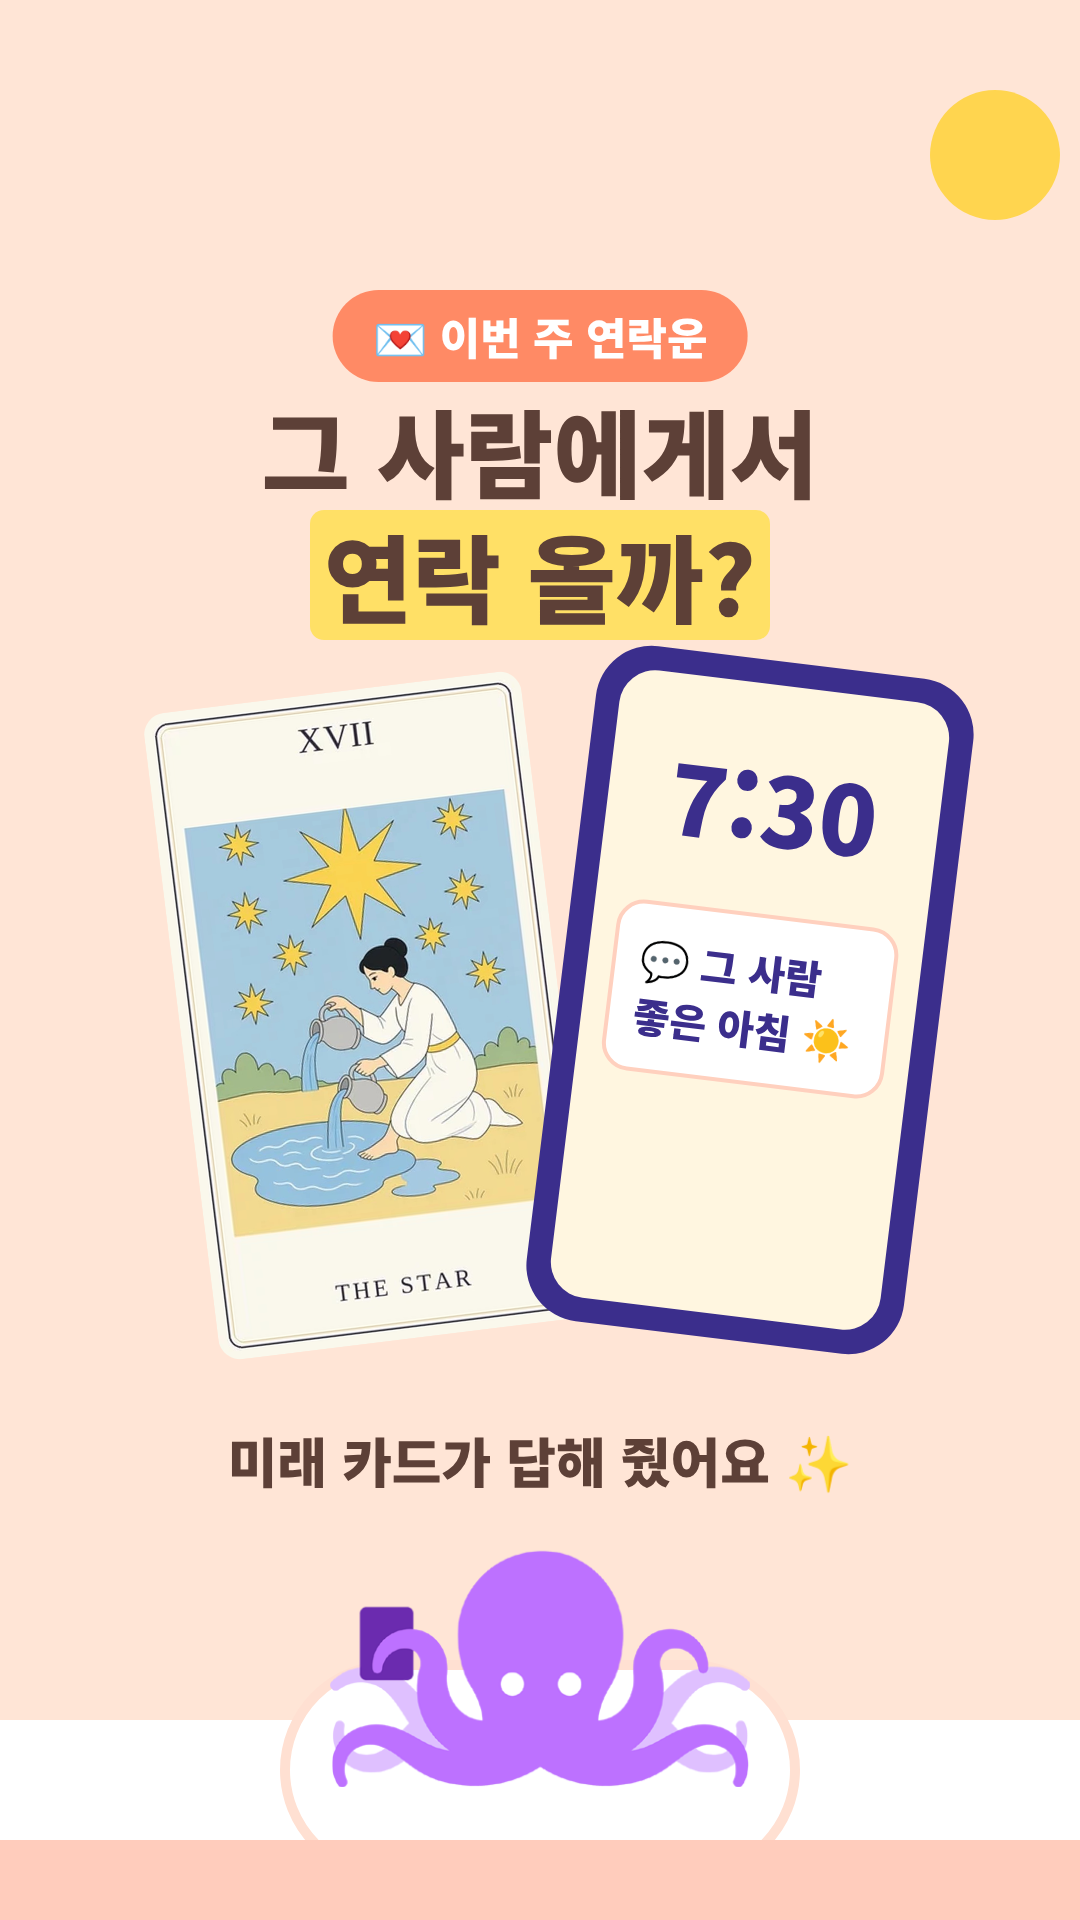 💌 이번 주 연락운
그 사람에게서
연락 올까?
XVII
THE STAR
7:30
💬 그 사람
좋은 아침 ☀️
미래 카드가 답해 줬어요 ✨